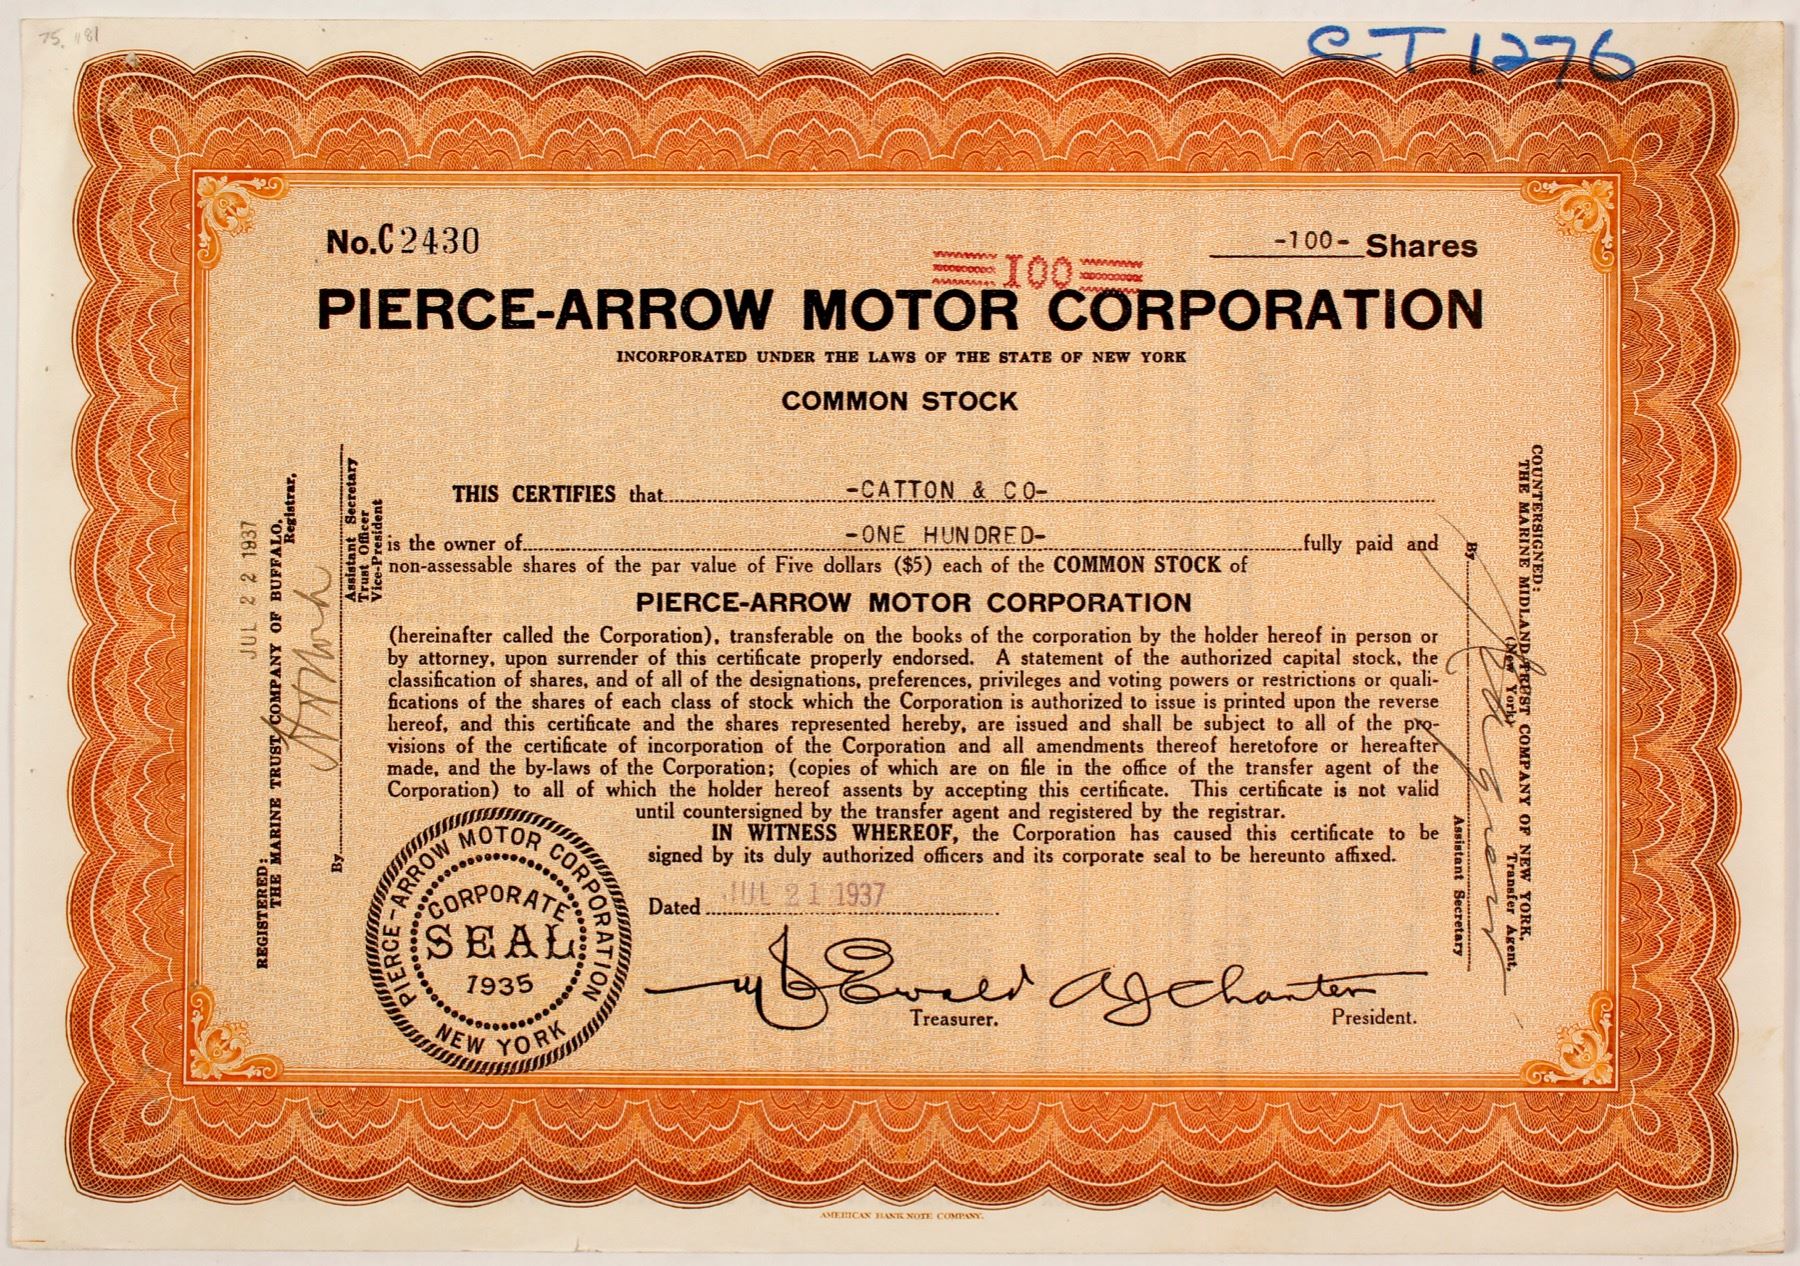 75. 1181
CT 1276
No. C2430
-100- Shares
100
PIERCE-ARROW MOTOR CORPORATION
INCORPORATED UNDER THE LAWS OF THE STATE OF NEW YORK
COMMON STOCK
THIS CERTIFIES that -CATTON & CO-
is the owner of -ONE HUNDRED- fully paid and
non-assessable shares of the par value of Five dollars ($5) each of the COMMON STOCK of
PIERCE-ARROW MOTOR CORPORATION
(hereinafter called the Corporation), transferable on the books of the corporation by the holder hereof in person or
by attorney, upon surrender of this certificate properly endorsed. A statement of the authorized capital stock, the
classification of shares, and of all of the designations, preferences, privileges and voting powers or restrictions or quali-
fications of the shares of each class of stock which the Corporation is authorized to issue is printed upon the reverse
hereof, and this certificate and the shares represented hereby, are issued and shall be subject to all of the pro-
visions of the certificate of incorporation of the Corporation and all amendments thereof heretofore or hereafter
made, and the by-laws of the Corporation; (copies of which are on file in the office of the transfer agent of the
Corporation) to all of which the holder hereof assents by accepting this certificate. This certificate is not valid
until countersigned by the transfer agent and registered by the registrar.
IN WITNESS WHEREOF, the Corporation has caused this certificate to be
signed by its duly authorized officers and its corporate seal to be hereunto affixed.
Dated JUL 21 1937
Ewald
Treasurer.
A J Chanter
President.
PIERCE-ARROW MOTOR CORPORATION
CORPORATE
SEAL
1935
NEW YORK
JUL 22 1937
REGISTERED:
THE MARINE TRUST COMPANY OF BUFFALO,
Registrar,
By
Assistant Secretary
Trust Officer
Vice-President
COUNTERSIGNED:
THE MARINE MIDLAND TRUST COMPANY OF NEW YORK,
(New York)
Transfer Agent,
By
Assistant Secretary
AMERICAN BANK NOTE COMPANY.